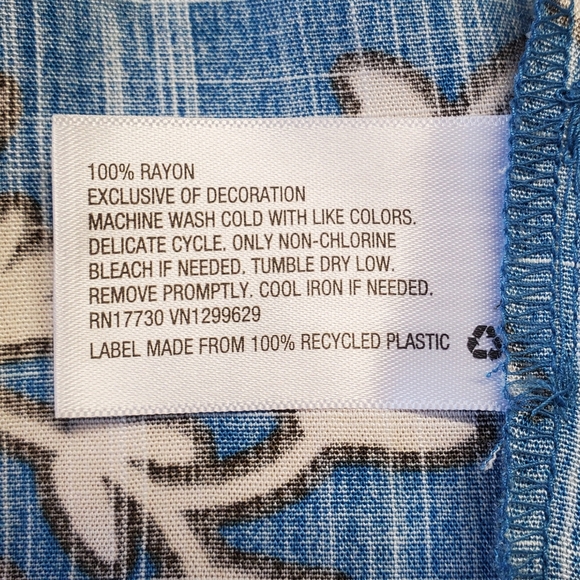 100% RAYON
EXCLUSIVE OF DECORATION
MACHINE WASH COLD WITH LIKE COLORS.
DELICATE CYCLE. ONLY NON-CHLORINE
BLEACH IF NEEDED. TUMBLE DRY LOW.
REMOVE PROMPTLY. COOL IRON IF NEEDED.
RN17730 VN1299629
LABEL MADE FROM 100% RECYCLED PLASTIC